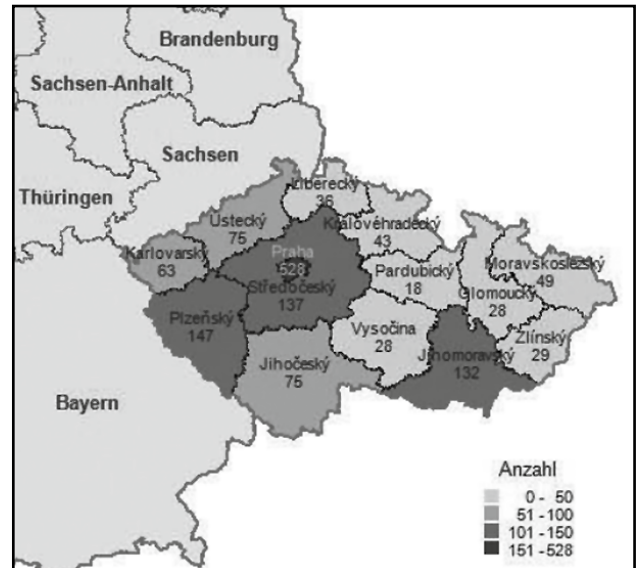 Brandenburg
Sachsen-Anhalt
Sachsen
Thüringen
Liberecký
36
Ústecký
75
Královéhradecký
43
Karlovarský
63
Praha
528
Středočeský
137
Pardubický
18
Moravskoslezský
49
Olomoucký
28
Plzeňský
147
Vysočina
28
Zlínský
29
Jihočeský
75
Jihomoravský
132
Bayern
Anzahl
0 - 50
51 - 100
101 - 150
151 - 528